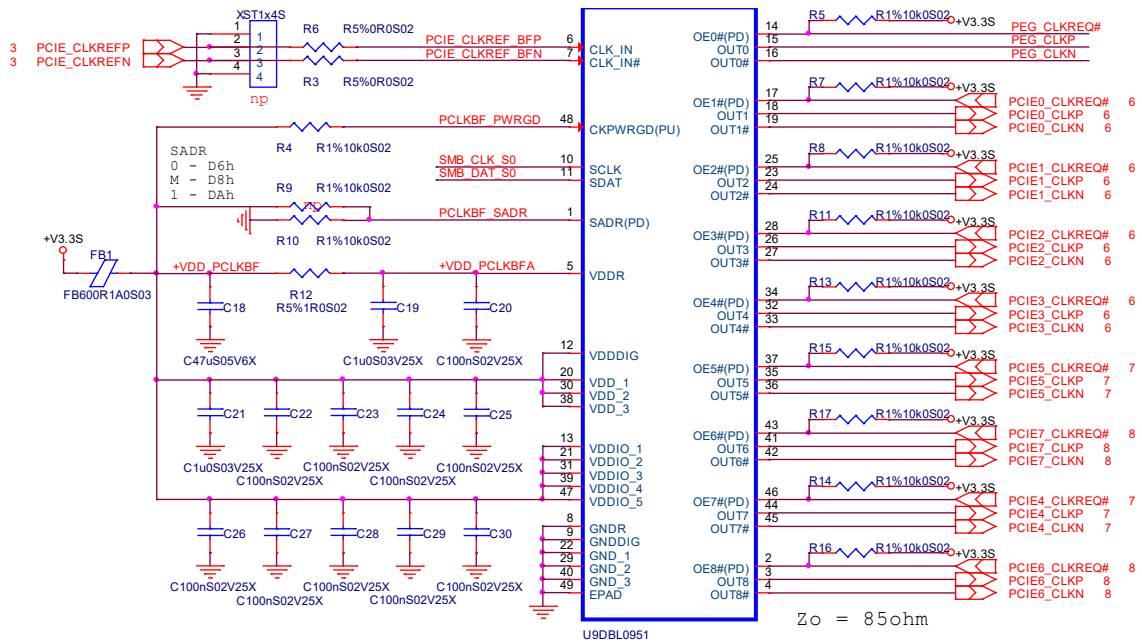 XST1x4S
1 1
2 2
3 3
4 4
np
3 PCIE_CLKREFP
3 PCIE_CLKREFN
R6 R5%0R0S02
R3 R5%0R0S02
PCIE_CLKREF_BFP 6 CLK_IN
PCIE_CLKREF_BFN 7 CLK_IN#
R4 R1%10k0S02
PCLKBF_PWRGD 48 CKPWRGD(PU)
SADR
0 - D6h
M - D8h
1 - DAh
SMB_CLK_S0 10 SCLK
SMB_DAT_S0 11 SDAT
R9 R1%10k0S02
np
R10 R1%10k0S02
PCLKBF_SADR 1 SADR(PD)
+V3.3S
FB1
FB600R1A0S03
+VDD_PCLKBF
R12
R5%1R0S02
+VDD_PCLKBFA 5 VDDR
C18 C19 C20
C47uS05V6X C1u0S03V25X C100nS02V25X
12 VDDDIG
20 VDD_1
30 VDD_2
38 VDD_3
C21 C22 C23 C24 C25
C1u0S03V25X C100nS02V25X C100nS02V25X
C100nS02V25X C100nS02V25X
13 VDDIO_1
21 VDDIO_2
31 VDDIO_3
39 VDDIO_4
47 VDDIO_5
C26 C27 C28 C29 C30
C100nS02V25X C100nS02V25X C100nS02V25X
C100nS02V25X C100nS02V25X
8 GNDR
9 GNDDIG
22 GND_1
29 GND_2
40 GND_3
49 EPAD
U9DBL0951
R5 R1%10k0S02 +V3.3S
OE0#(PD) 14 PEG_CLKREQ#
OUT0 15 PEG_CLKP
OUT0# 16 PEG_CLKN
R7 R1%10k0S02 +V3.3S
OE1#(PD) 17 PCIE0_CLKREQ# 6
OUT1 18 PCIE0_CLKP 6
OUT1# 19 PCIE0_CLKN 6
R8 R1%10k0S02 +V3.3S
OE2#(PD) 25 PCIE1_CLKREQ# 6
OUT2 23 PCIE1_CLKP 6
OUT2# 24 PCIE1_CLKN 6
R11 R1%10k0S02 +V3.3S
OE3#(PD) 28 PCIE2_CLKREQ# 6
OUT3 26 PCIE2_CLKP 6
OUT3# 27 PCIE2_CLKN 6
R13 R1%10k0S02 +V3.3S
OE4#(PD) 34 PCIE3_CLKREQ# 6
OUT4 32 PCIE3_CLKP 6
OUT4# 33 PCIE3_CLKN 6
R15 R1%10k0S02 +V3.3S
OE5#(PD) 37 PCIE5_CLKREQ# 7
OUT5 35 PCIE5_CLKP 7
OUT5# 36 PCIE5_CLKN 7
R17 R1%10k0S02 +V3.3S
OE6#(PD) 43 PCIE7_CLKREQ# 8
OUT6 41 PCIE7_CLKP 8
OUT6# 42 PCIE7_CLKN 8
R14 R1%10k0S02 +V3.3S
OE7#(PD) 46 PCIE4_CLKREQ# 7
OUT7 44 PCIE4_CLKP 7
OUT7# 45 PCIE4_CLKN 7
R16 R1%10k0S02 +V3.3S
OE8#(PD) 2 PCIE6_CLKREQ# 8
OUT8 3 PCIE6_CLKP 8
OUT8# 4 PCIE6_CLKN 8
Zo = 85ohm